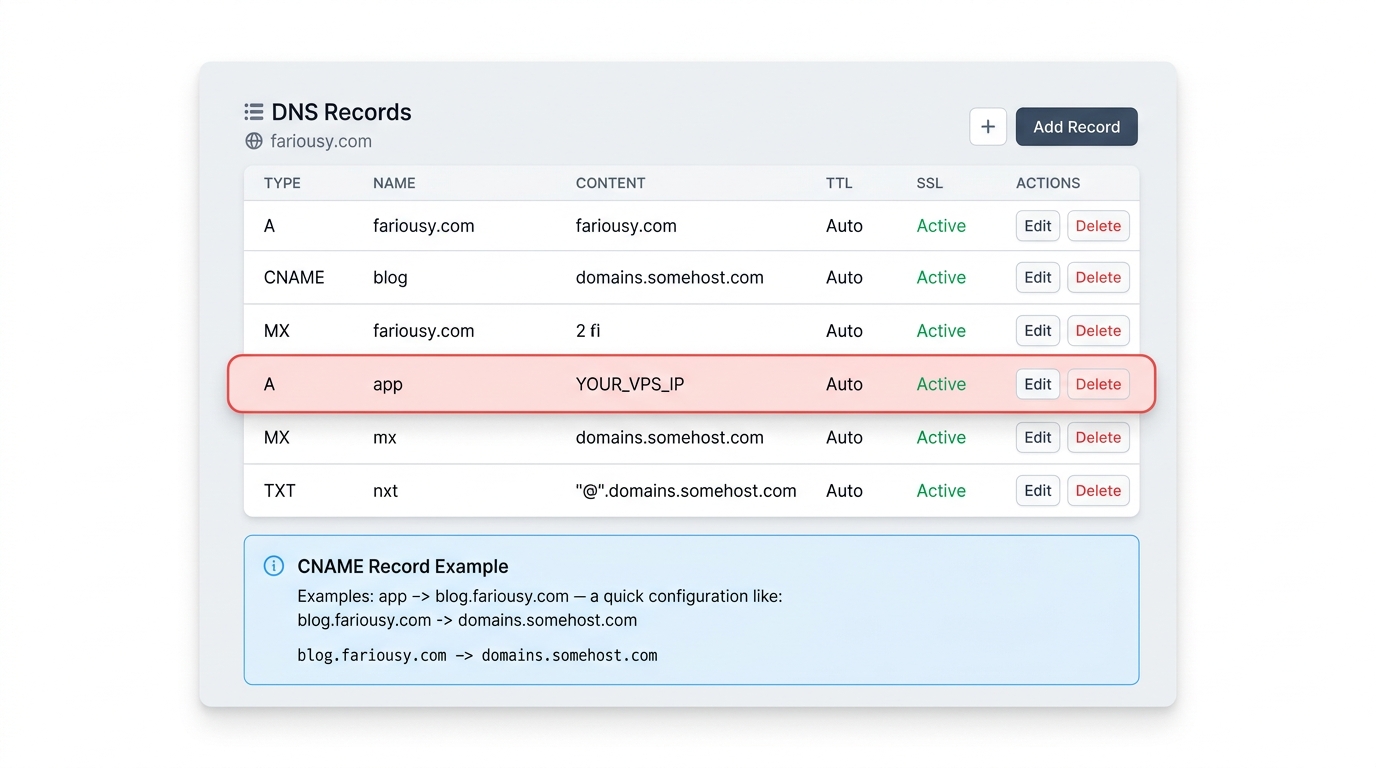 DNS Records
fariousy.com
+ Add Record
TYPE NAME CONTENT TTL SSL ACTIONS
A fariousy.com fariousy.com Auto Active Edit Delete
CNAME blog domains.somehost.com Auto Active Edit Delete
MX fariousy.com 2 fi Auto Active Edit Delete
A app YOUR_VPS_IP Auto Active Edit Delete
MX mx domains.somehost.com Auto Active Edit Delete
TXT nxt "@".domains.somehost.com Auto Active Edit Delete
CNAME Record Example
Examples: app –> blog.fariousy.com — a quick configuration like:
blog.fariousy.com -> domains.somehost.com
blog.fariousy.com –> domains.somehost.com